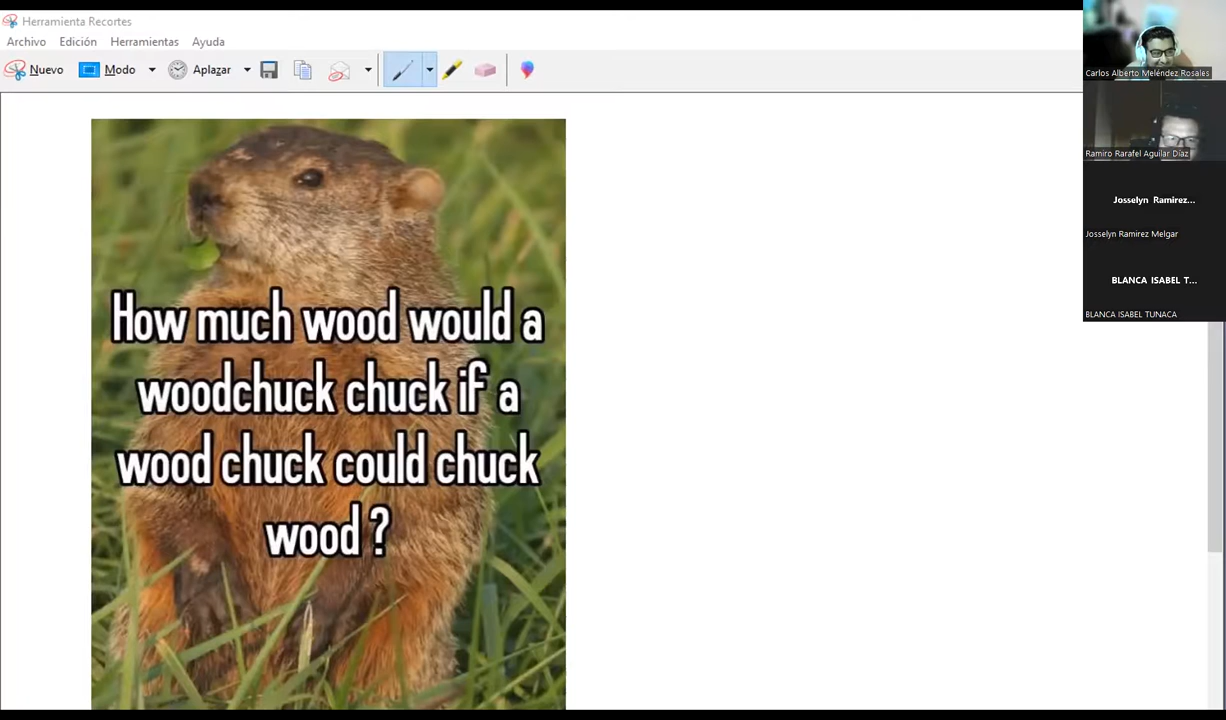 Herramienta Recortes
Archivo Edición Herramientas Ayuda
Nuevo Modo Aplazar
How much wood would a
woodchuck chuck if a
wood chuck could chuck
wood ?
Carlos Alberto Meléndez Rosales
Ramiro Rarafel Aguilar Díaz
Josselyn Ramirez...
Josselyn Ramirez Melgar
BLANCA ISABEL T...
BLANCA ISABEL TUNACA